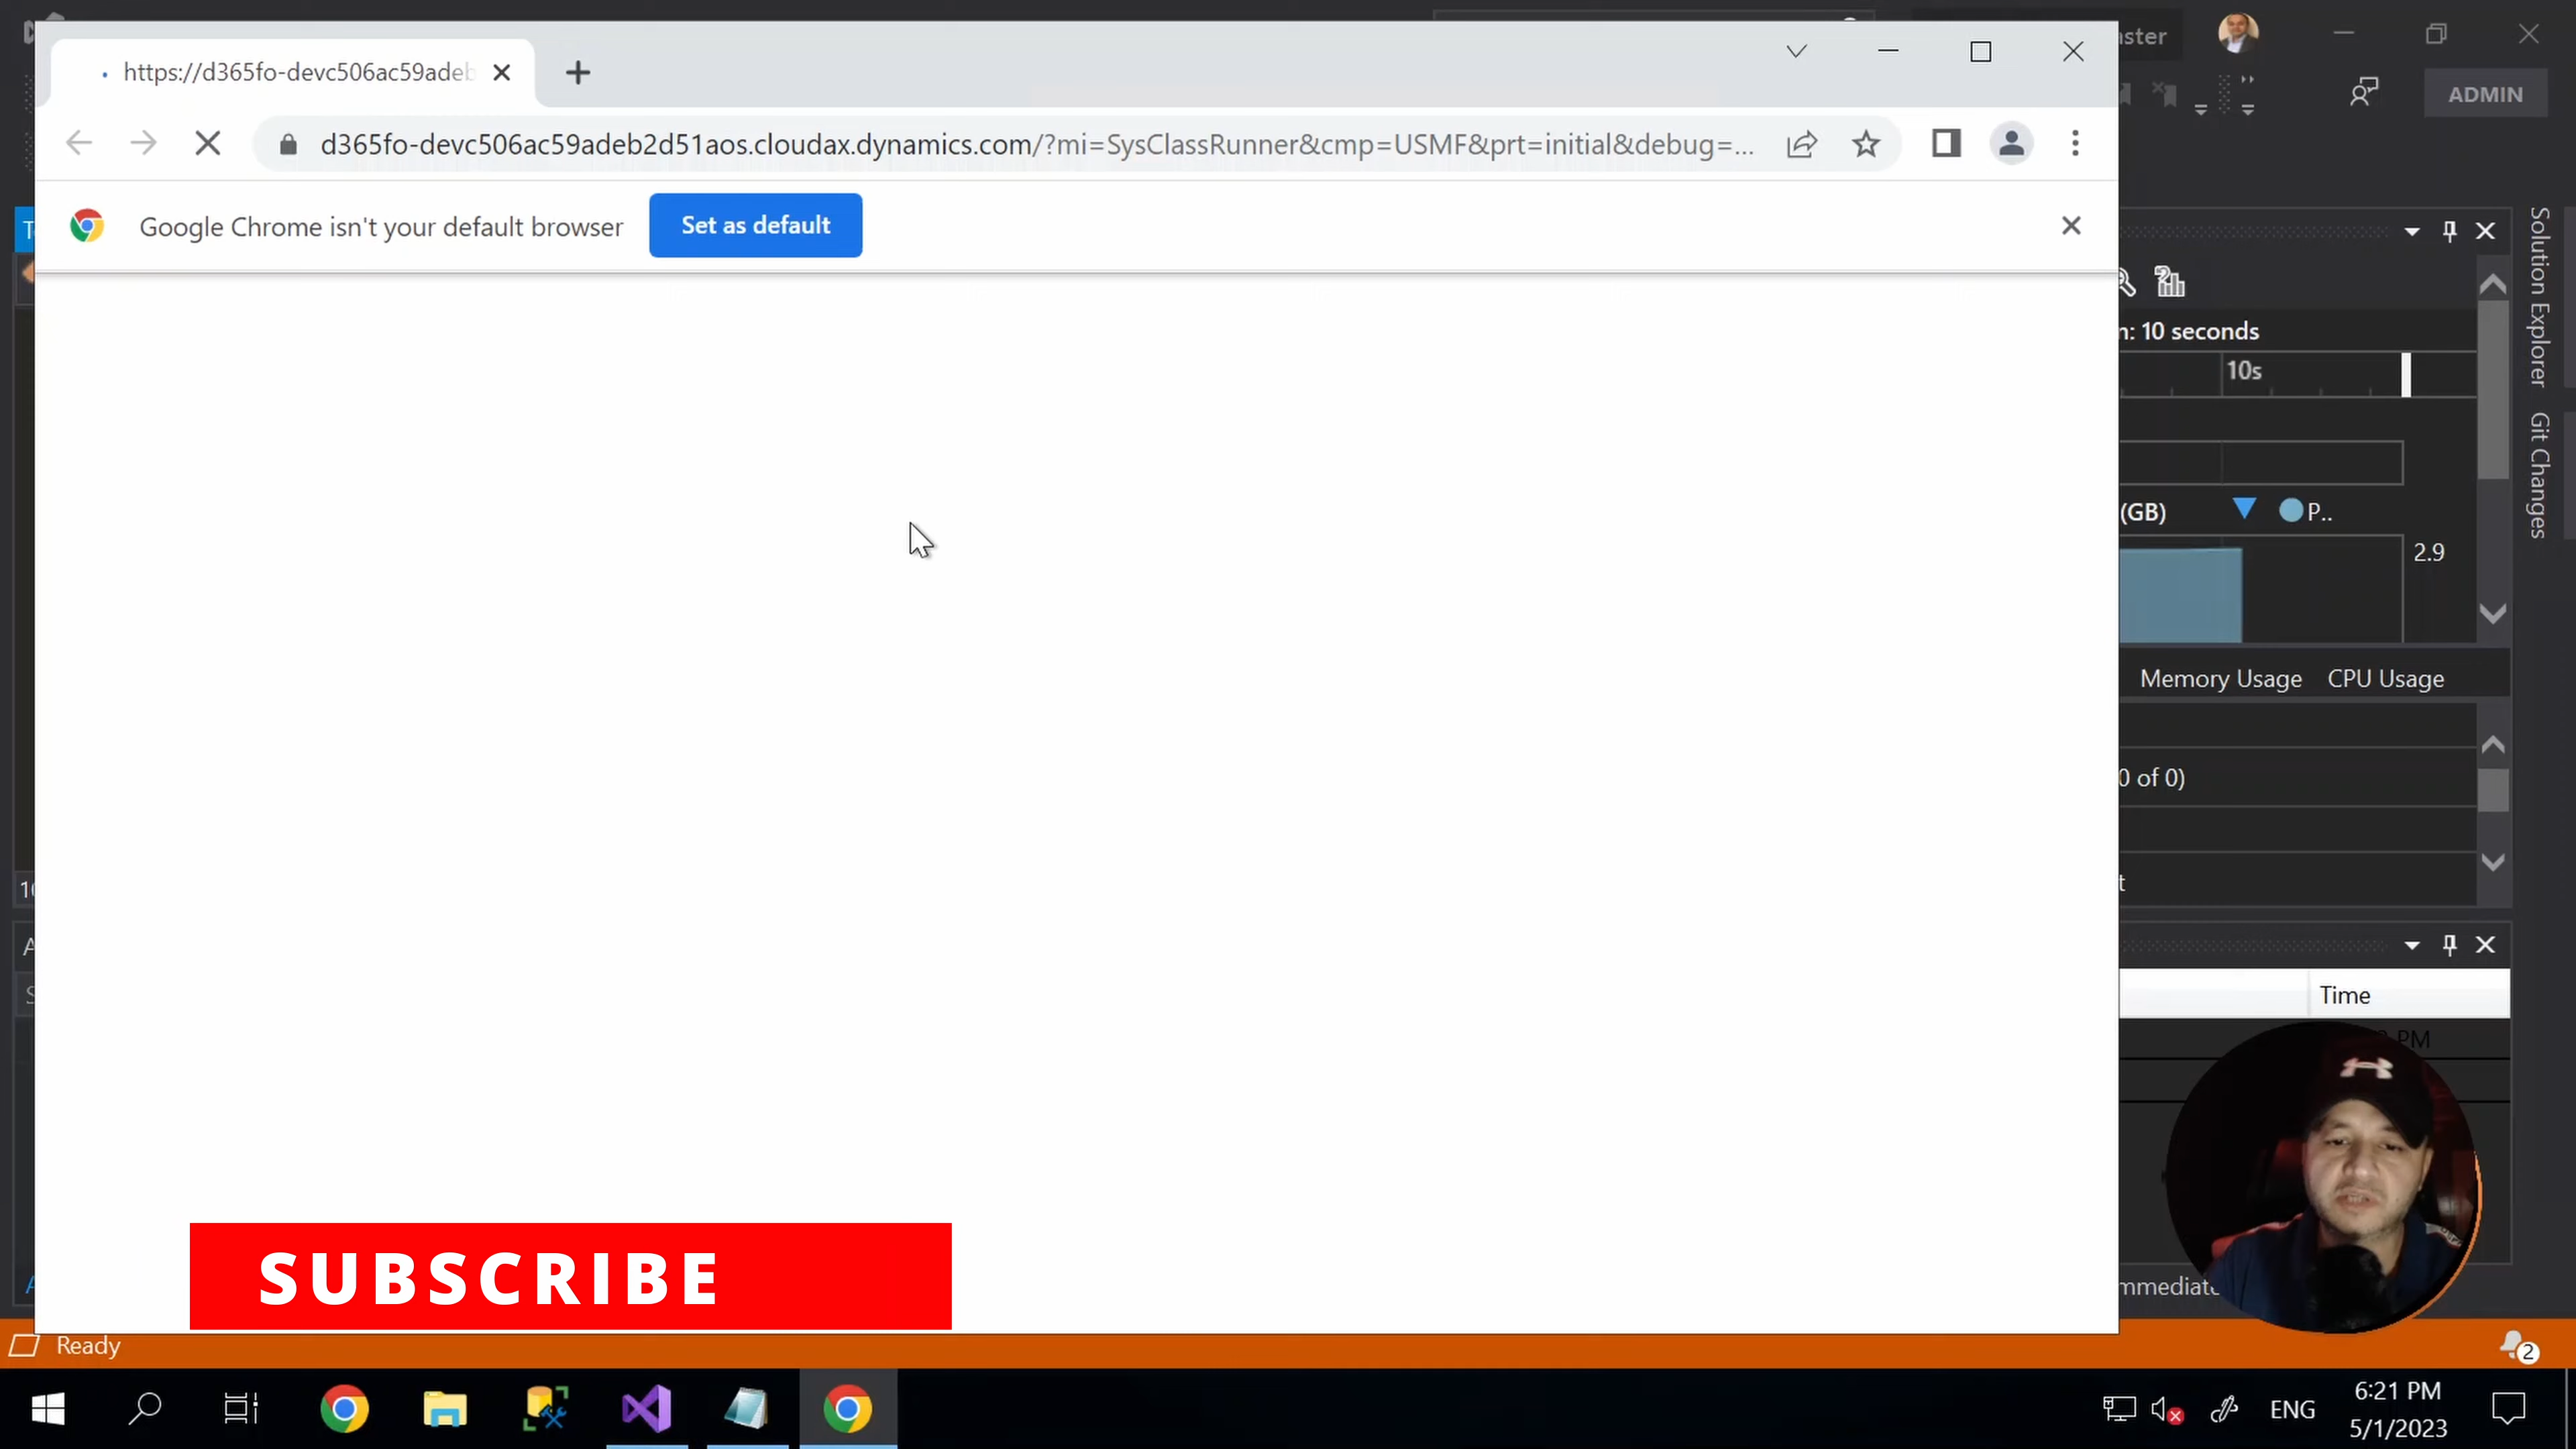 ster
https://d365fo-devc506ac59adeb
ADMIN
d365fo-devc506ac59adeb2d51aos.cloudax.dynamics.com/?mi=SysClassRunner&cmp=USMF&prt=initial&debug=...
Google Chrome isn't your default browser
Set as default
Solution Explorer
Git Changes
n: 10 seconds
10s
(GB)
P..
2.9
Memory Usage
CPU Usage
0 of 0)
t
Time
PM
SUBSCRIBE
mmediate
Ready
2
ENG
6:21 PM
5/1/2023